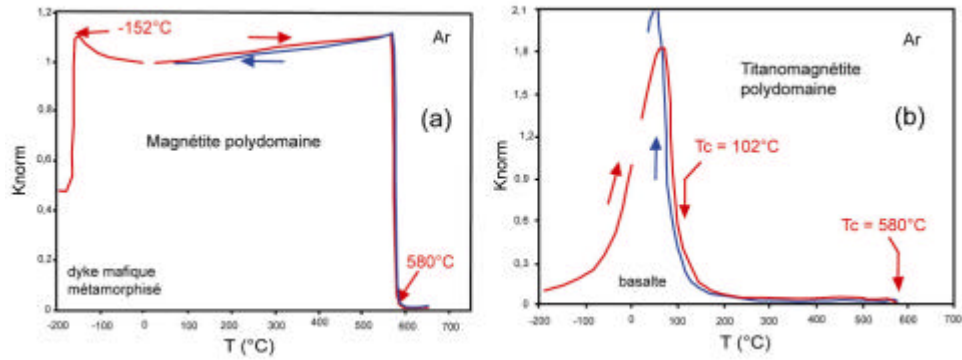 1,2
1
0,8
0,6
0,4
0,2
0
Knorm
-152°C
Ar
(a)
Magnétite polydomaine
dyke mafique
métamorphisé
580°C
-200 -100 0 100 200 300 400 500 600 700
T (°C)
2,1
1,8
1,5
1,2
0,9
0,6
0,3
0
Knorm
Ar
Titanomagnétite
polydomaine
(b)
Tc = 102°C
Tc = 580°C
basalte
-200 -100 0 100 200 300 400 500 600 700
T (°C)